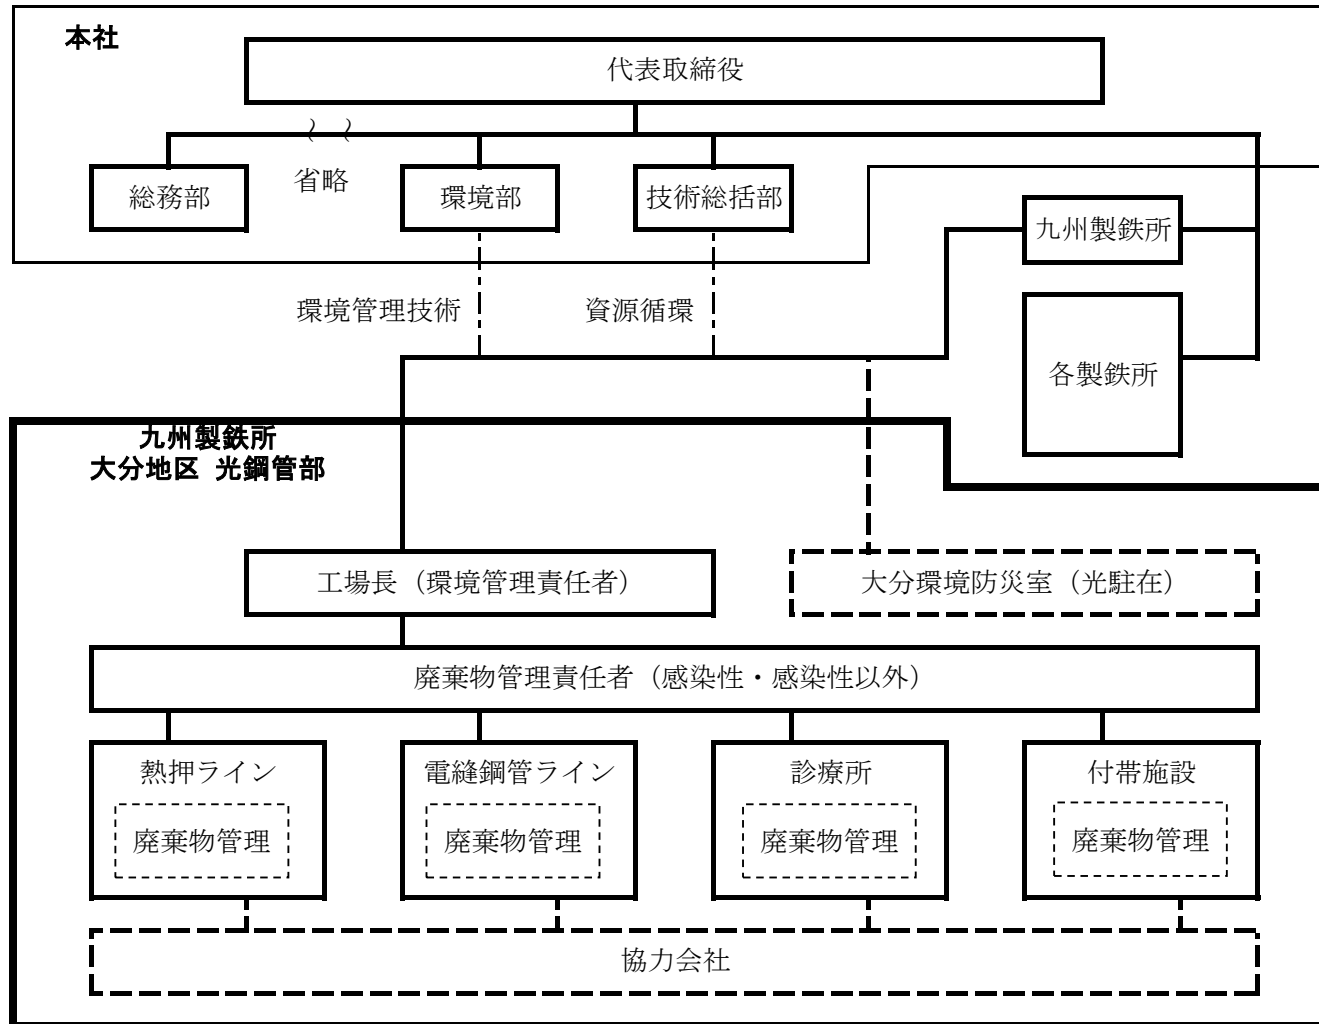 本社
代表取締役
総務部
省略
環境部
技術総括部
九州製鉄所
環境管理技術
資源循環
各製鉄所
九州製鉄所
大分地区 光鋼管部
工場長（環境管理責任者）
大分環境防災室（光駐在）
廃棄物管理責任者（感染性・感染性以外）
熱押ライン
電縫鋼管ライン
診療所
付帯施設
廃棄物管理
廃棄物管理
廃棄物管理
廃棄物管理
協力会社